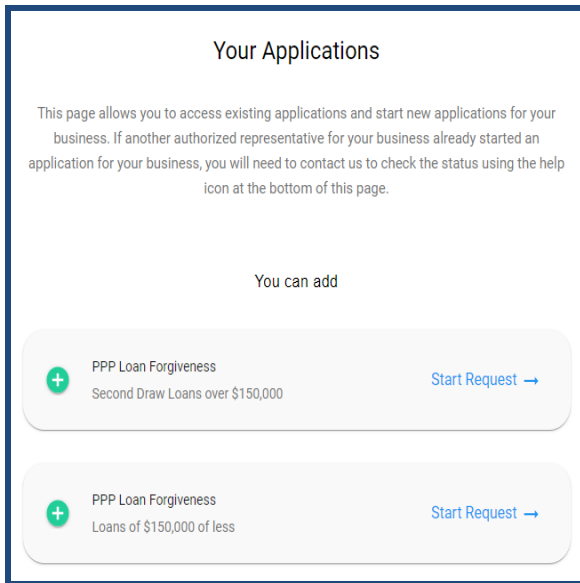 Your Applications
This page allows you to access existing applications and start new applications for your
business. If another authorized representative for your business already started an
application for your business, you will need to contact us to check the status using the help
icon at the bottom of this page.
You can add
PPP Loan Forgiveness
Second Draw Loans over $150,000
Start Request →
PPP Loan Forgiveness
Loans of $150,000 of less
Start Request →